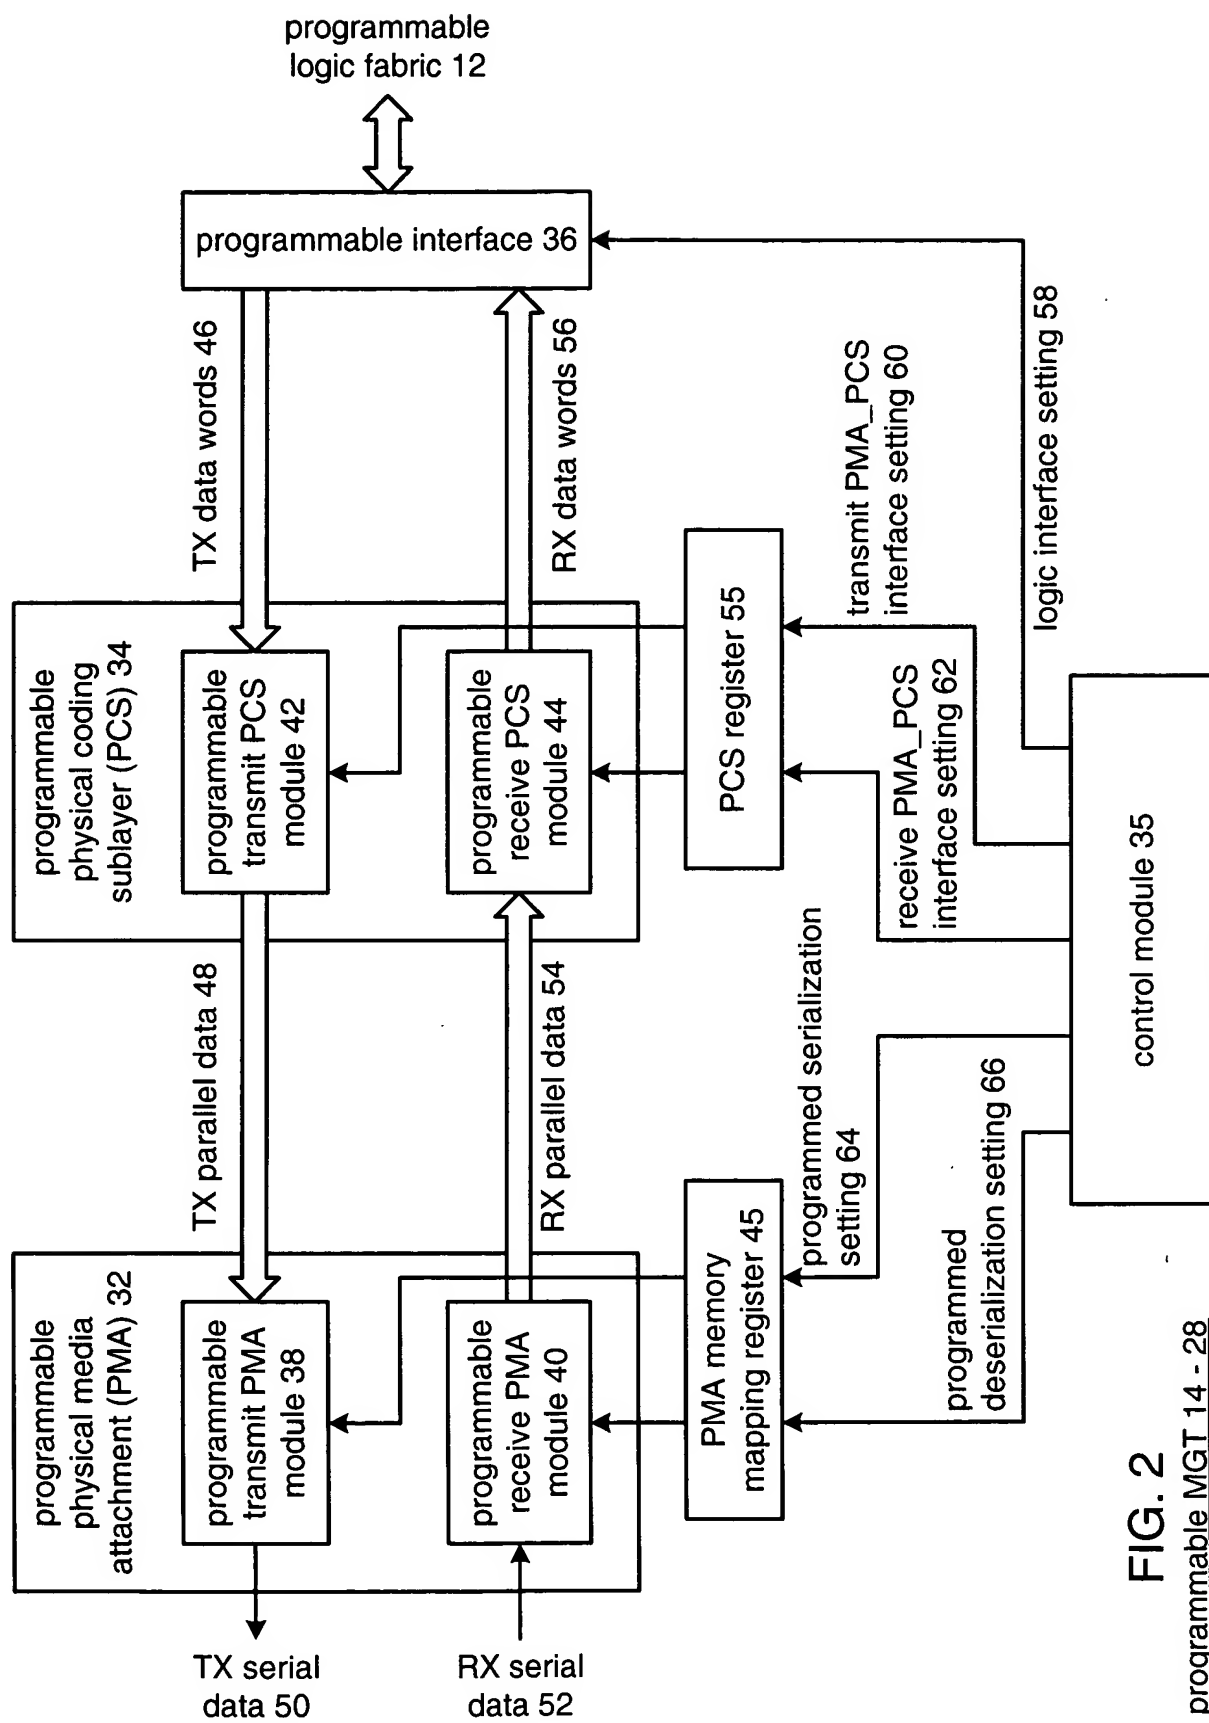 programmable
logic fabric 12
programmable interface 36
TX data words 46
RX data words 56
programmable
physical coding
sublayer (PCS) 34
programmable
transmit PCS
module 42
programmable
receive PCS
module 44
PCS register 55
transmit PMA_PCS
interface setting 60
receive PMA_PCS
interface setting 62
logic interface setting 58
TX parallel data 48
RX parallel data 54
programmable
physical media
attachment (PMA) 32
programmable
transmit PMA
module 38
programmable
receive PMA
module 40
PMA memory
mapping register 45
programmed serialization
setting 64
programmed
deserialization setting 66
control module 35
TX serial
data 50
RX serial
data 52
FIG. 2
programmable MGT 14 - 28